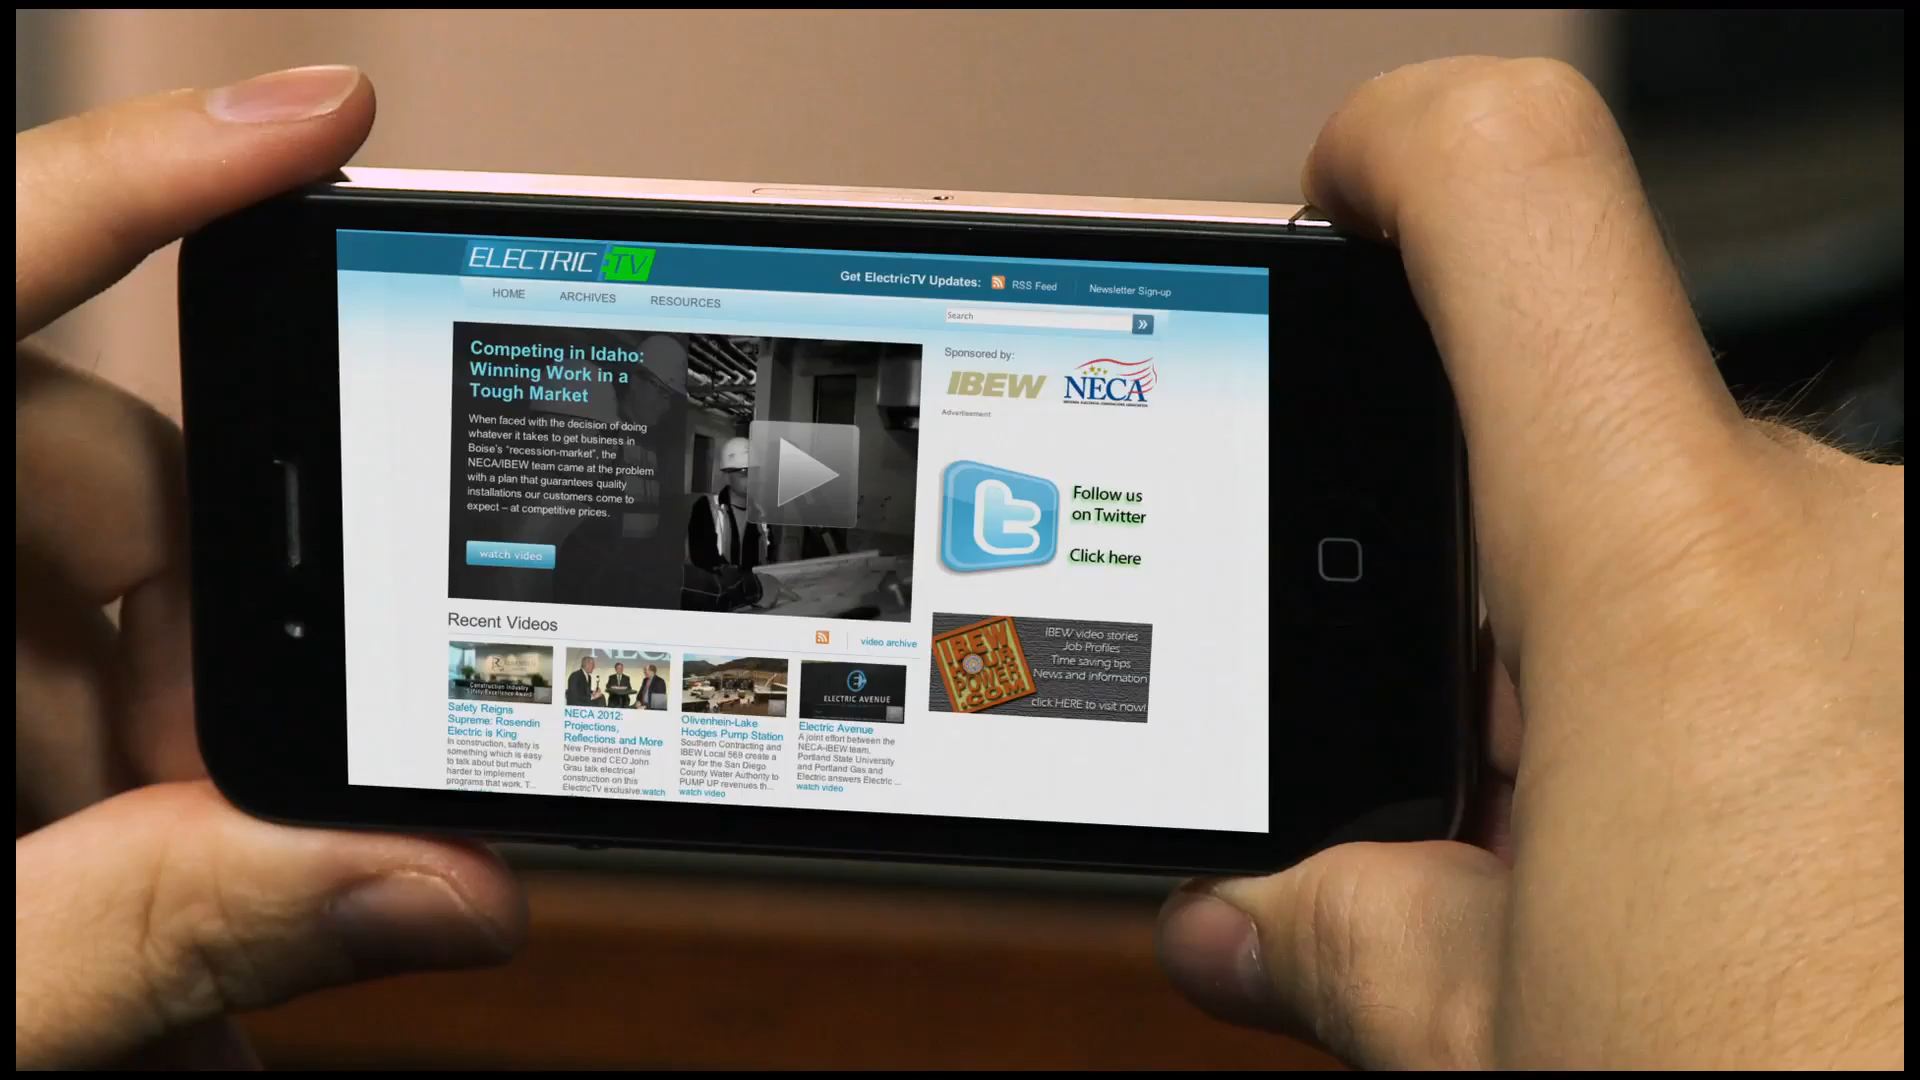 ELECTRIC TV
Get ElectricTV Updates: RSS Feed Newsletter Sign-up
HOME ARCHIVES RESOURCES
Search
Competing in Idaho:
Winning Work in a
Tough Market
When faced with the decision of doing
whatever it takes to get business in
Boise's "recession-market", the
NECA/IBEW team came at the problem
with a plan that guarantees quality
installations our customers come to
expect – at competitive prices.
watch video
Sponsored by:
IBEW NECA
Advertisement
Follow us
on Twitter
Click here
IBEW
YOUR
POWER
.COM
IBEW video stories
Job Profiles
Time saving tips
News and information
click HERE to visit now!
Recent Videos
video archive
Construction Industry
Safety Excellence Award
Safety Reigns
Supreme: Rosendin
Electric is King
In construction, safety is
something which is easy
to talk about but much
harder to implement
programs that work. T...
NECA
NECA 2012:
Projections,
Reflections and More
New President Dennis
Quebe and CEO John
Grau talk electrical
construction on this
ElectricTV exclusive.watch
Olivenhein-Lake
Hodges Pump Station
Southern Contracting and
IBEW Local 569 create a
way for the San Diego
County Water Authority to
PUMP UP revenues th...
watch video
ELECTRIC AVENUE
Electric Avenue
A joint effort between the
NECA-IBEW team,
Portland State University
and Portland Gas and
Electric answers Electric ...
watch video